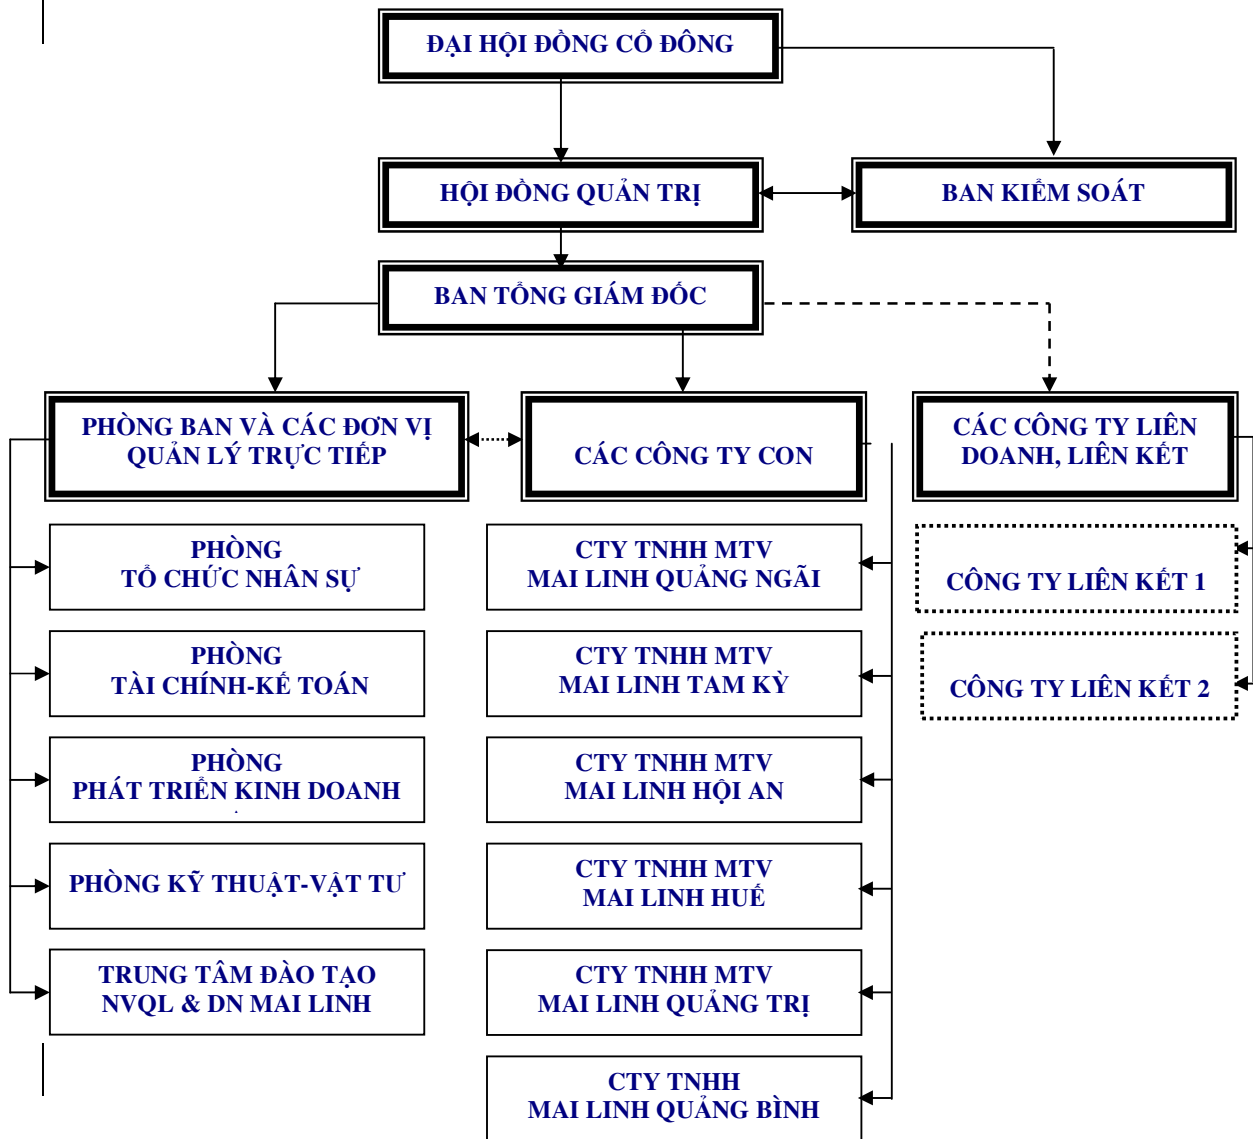 ĐẠI HỘI ĐỒNG CỔ ĐÔNG
HỘI ĐỒNG QUẢN TRỊ
BAN KIỂM SOÁT
BAN TỔNG GIÁM ĐỐC
PHÒNG BAN VÀ CÁC ĐƠN VỊ
QUẢN LÝ TRỰC TIẾP
CÁC CÔNG TY CON
CÁC CÔNG TY LIÊN
DOANH, LIÊN KẾT
PHÒNG
TỔ CHỨC NHÂN SỰ
PHÒNG
TÀI CHÍNH-KẾ TOÁN
PHÒNG
PHÁT TRIỂN KINH DOANH
PHÒNG KỸ THUẬT-VẬT TƯ
TRUNG TÂM ĐÀO TẠO
NVQL & DN MAI LINH
CTY TNHH MTV
MAI LINH QUẢNG NGÃI
CTY TNHH MTV
MAI LINH TAM KỲ
CTY TNHH MTV
MAI LINH HỘI AN
CTY TNHH MTV
MAI LINH HUẾ
CTY TNHH MTV
MAI LINH QUẢNG TRỊ
CTY TNHH
MAI LINH QUẢNG BÌNH
CÔNG TY LIÊN KẾT 1
CÔNG TY LIÊN KẾT 2